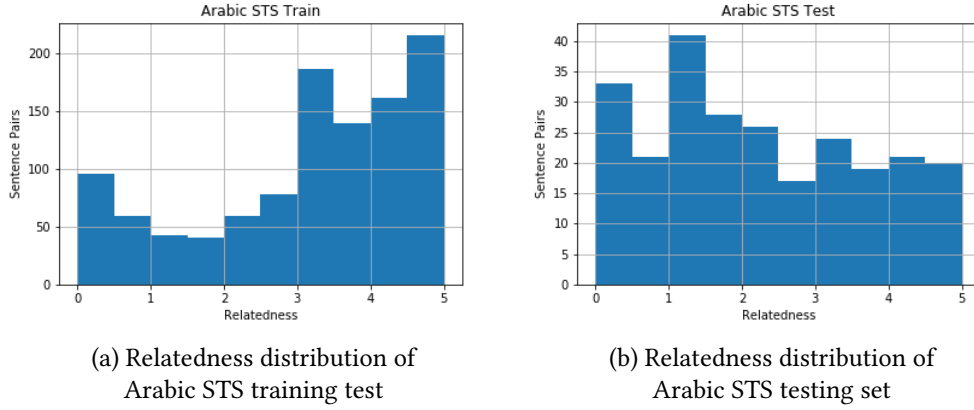 Arabic STS Train
200
150
100
50
0
Sentence Pairs
0 1 2 3 4 5
Relatedness
(a) Relatedness distribution of
Arabic STS training test
Arabic STS Test
40
35
30
25
20
15
10
5
0
Sentence Pairs
0 1 2 3 4 5
Relatedness
(b) Relatedness distribution of
Arabic STS testing set